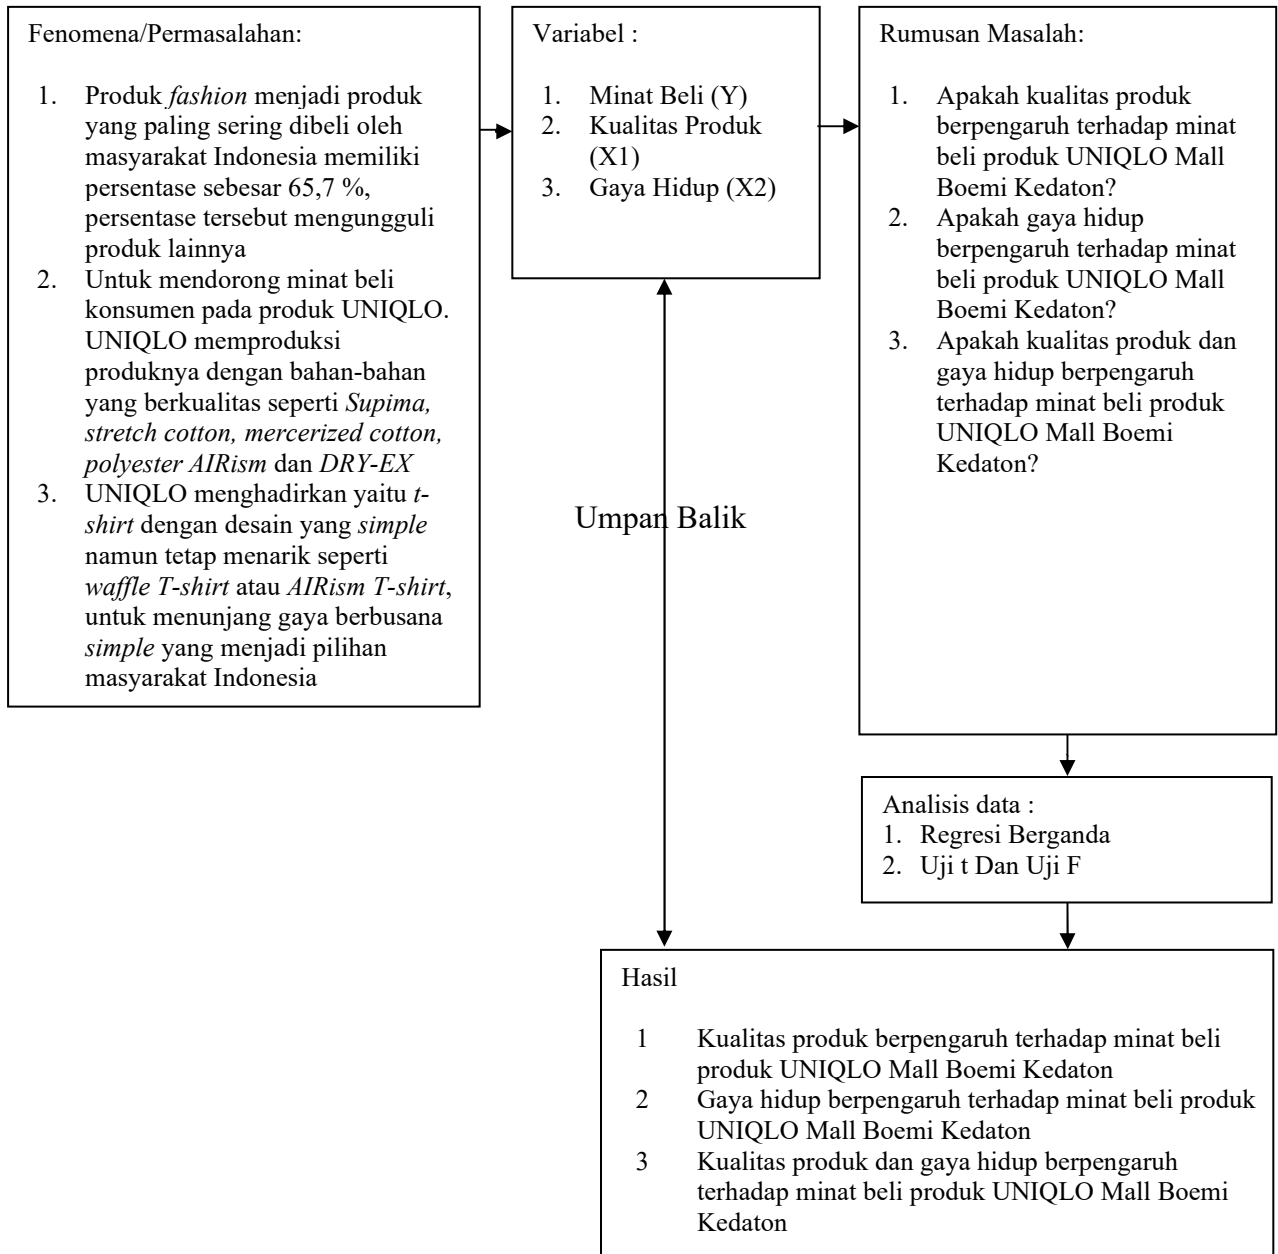 Fenomena/Permasalahan:
1. Produk fashion menjadi produk
yang paling sering dibeli oleh
masyarakat Indonesia memiliki
persentase sebesar 65,7 %,
persentase tersebut mengungguli
produk lainnya
2. Untuk mendorong minat beli
konsumen pada produk UNIQLO.
UNIQLO memproduksi
produknya dengan bahan-bahan
yang berkualitas seperti Supima,
stretch cotton, mercerized cotton,
polyester AIRism dan DRY-EX
3. UNIQLO menghadirkan yaitu t-
shirt dengan desain yang simple
namun tetap menarik seperti
waffle T-shirt atau AIRism T-shirt,
untuk menunjang gaya berbusana
simple yang menjadi pilihan
masyarakat Indonesia
Variabel :
1. Minat Beli (Y)
2. Kualitas Produk
(X1)
3. Gaya Hidup (X2)
Rumusan Masalah:
1. Apakah kualitas produk
berpengaruh terhadap minat
beli produk UNIQLO Mall
Boemi Kedaton?
2. Apakah gaya hidup
berpengaruh terhadap minat
beli produk UNIQLO Mall
Boemi Kedaton?
3. Apakah kualitas produk dan
gaya hidup berpengaruh
terhadap minat beli produk
UNIQLO Mall Boemi
Kedaton?
Umpan Balik
Analisis data :
1. Regresi Berganda
2. Uji t Dan Uji F
Hasil
1 Kualitas produk berpengaruh terhadap minat beli
produk UNIQLO Mall Boemi Kedaton
2 Gaya hidup berpengaruh terhadap minat beli produk
UNIQLO Mall Boemi Kedaton
3 Kualitas produk dan gaya hidup berpengaruh
terhadap minat beli produk UNIQLO Mall Boemi
Kedaton